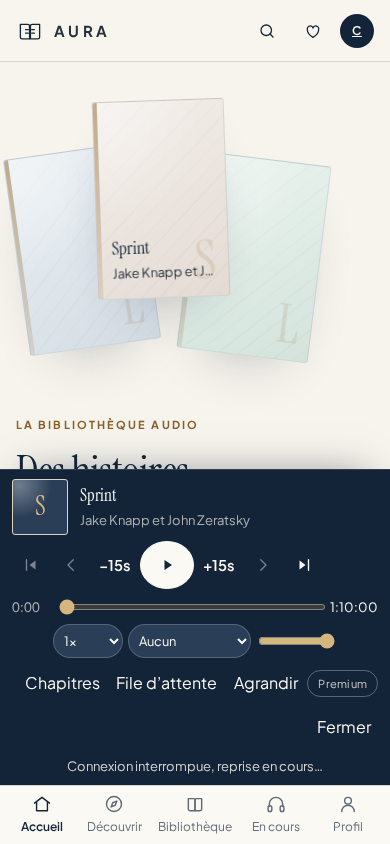 AURA
C
Sprint
Jake Knapp et J...
S
L
L
LA BIBLIOTHÈQUE AUDIO
Des histoires
S
Sprint
Jake Knapp et John Zeratsky
−15s
+15s
0:00
1:10:00
1×
Aucun
Chapitres
File d’attente
Agrandir
Premium
Fermer
Connexion interrompue, reprise en cours…
Accueil
Découvrir
Bibliothèque
En cours
Profil